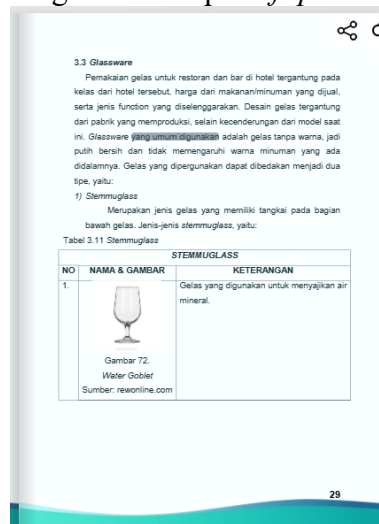 3.3 Glassware
Pemakaian gelas untuk restoran dan bar di hotel tergantung pada
kelas dari hotel tersebut, harga dari makanan/minuman yang dijual,
serta jenis function yang diselenggarakan. Desain gelas tergantung
dari pabrik yang memproduksi, selain kecenderungan dari model saat
ini. Glassware yang umum digunakan adalah gelas tanpa warna, jadi
putih bersih dan tidak memengaruhi warna minuman yang ada
didalamnya. Gelas yang dipergunakan dapat dibedakan menjadi dua
tipe, yaitu:
1) Stemmuglass
Merupakan jenis gelas yang memiliki tangkai pada bagian
bawah gelas. Jenis-jenis stemmuglass, yaitu:
Tabel 3.11 Stemmuglass
STEMMUGLASS
NO NAMA & GAMBAR KETERANGAN
1. Gelas yang digunakan untuk menyajikan air
mineral.
Gambar 72.
Water Goblet
Sumber: rewonline.com
29